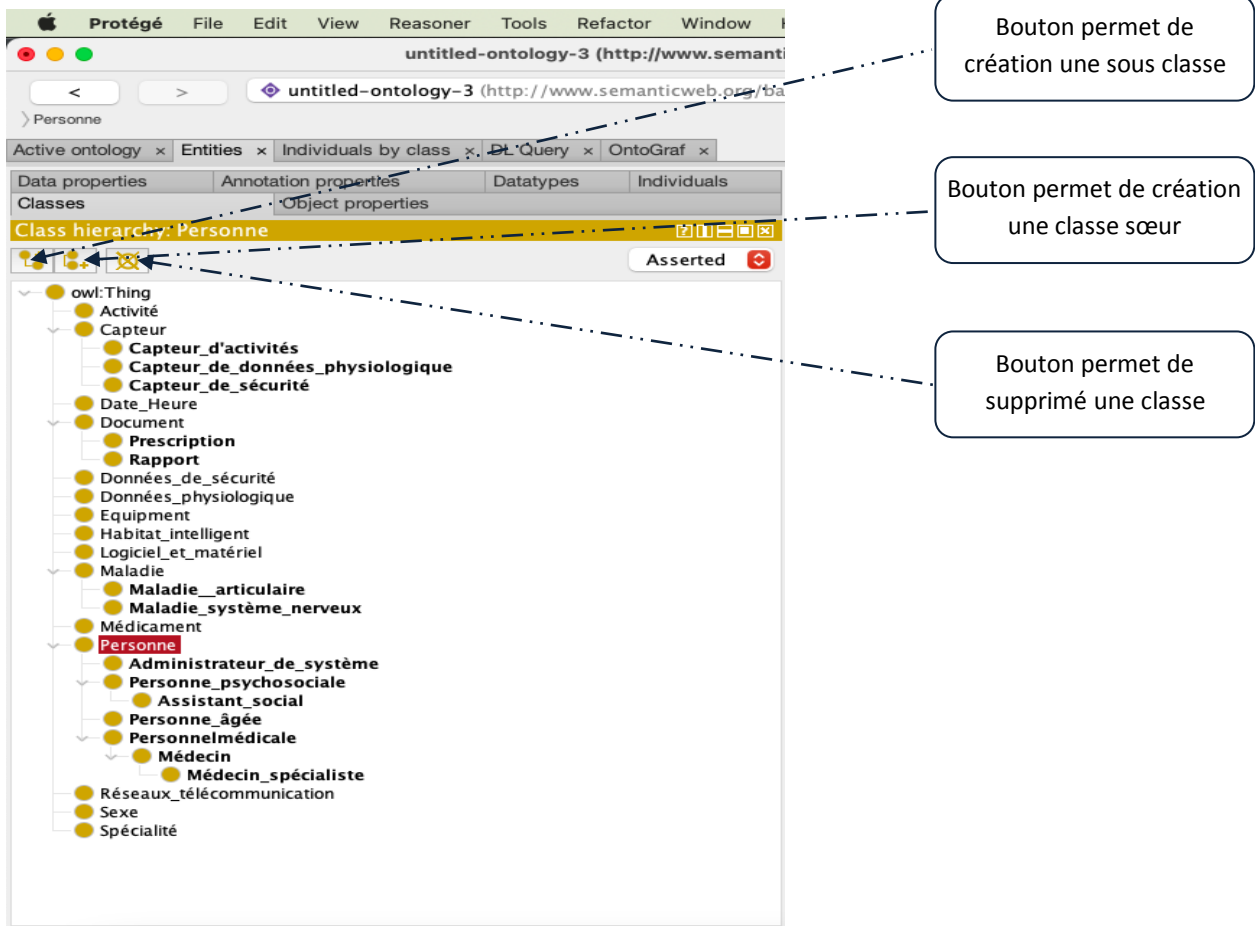 Protégé File Edit View Reasoner Tools Refactor Window
untitled-ontology-3 (http://www.semanti
< > untitled-ontology-3 (http://www.semanticweb.org/ba
〉Personne
Active ontology × Entities × Individuals by class × DL Query × OntoGraf ×
Data properties Annotation properties Datatypes Individuals
Classes Object properties
Class hierarchy: Personne
Asserted
owl:Thing
Activité
Capteur
Capteur_d'activités
Capteur_de_données_physiologique
Capteur_de_sécurité
Date_Heure
Document
Prescription
Rapport
Données_de_sécurité
Données_physiologique
Equipment
Habitat_intelligent
Logiciel_et_matériel
Maladie
Maladie__articulaire
Maladie_système_nerveux
Médicament
Personne
Administrateur_de_système
Personne_psychosociale
Assistant_social
Personne_âgée
Personnelmédicale
Médecin
Médecin_spécialiste
Réseaux_télécommunication
Sexe
Spécialité
Bouton permet de
création une sous classe
Bouton permet de création
une classe sœur
Bouton permet de
supprimé une classe